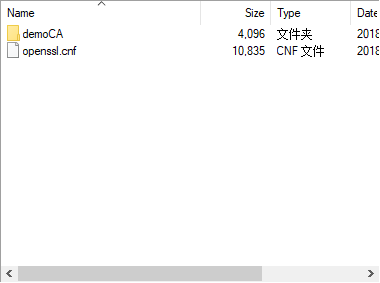 Name Size Type Date
demoCA 4,096 文件夹 2018
openssl.cnf 10,835 CNF 文件 2018